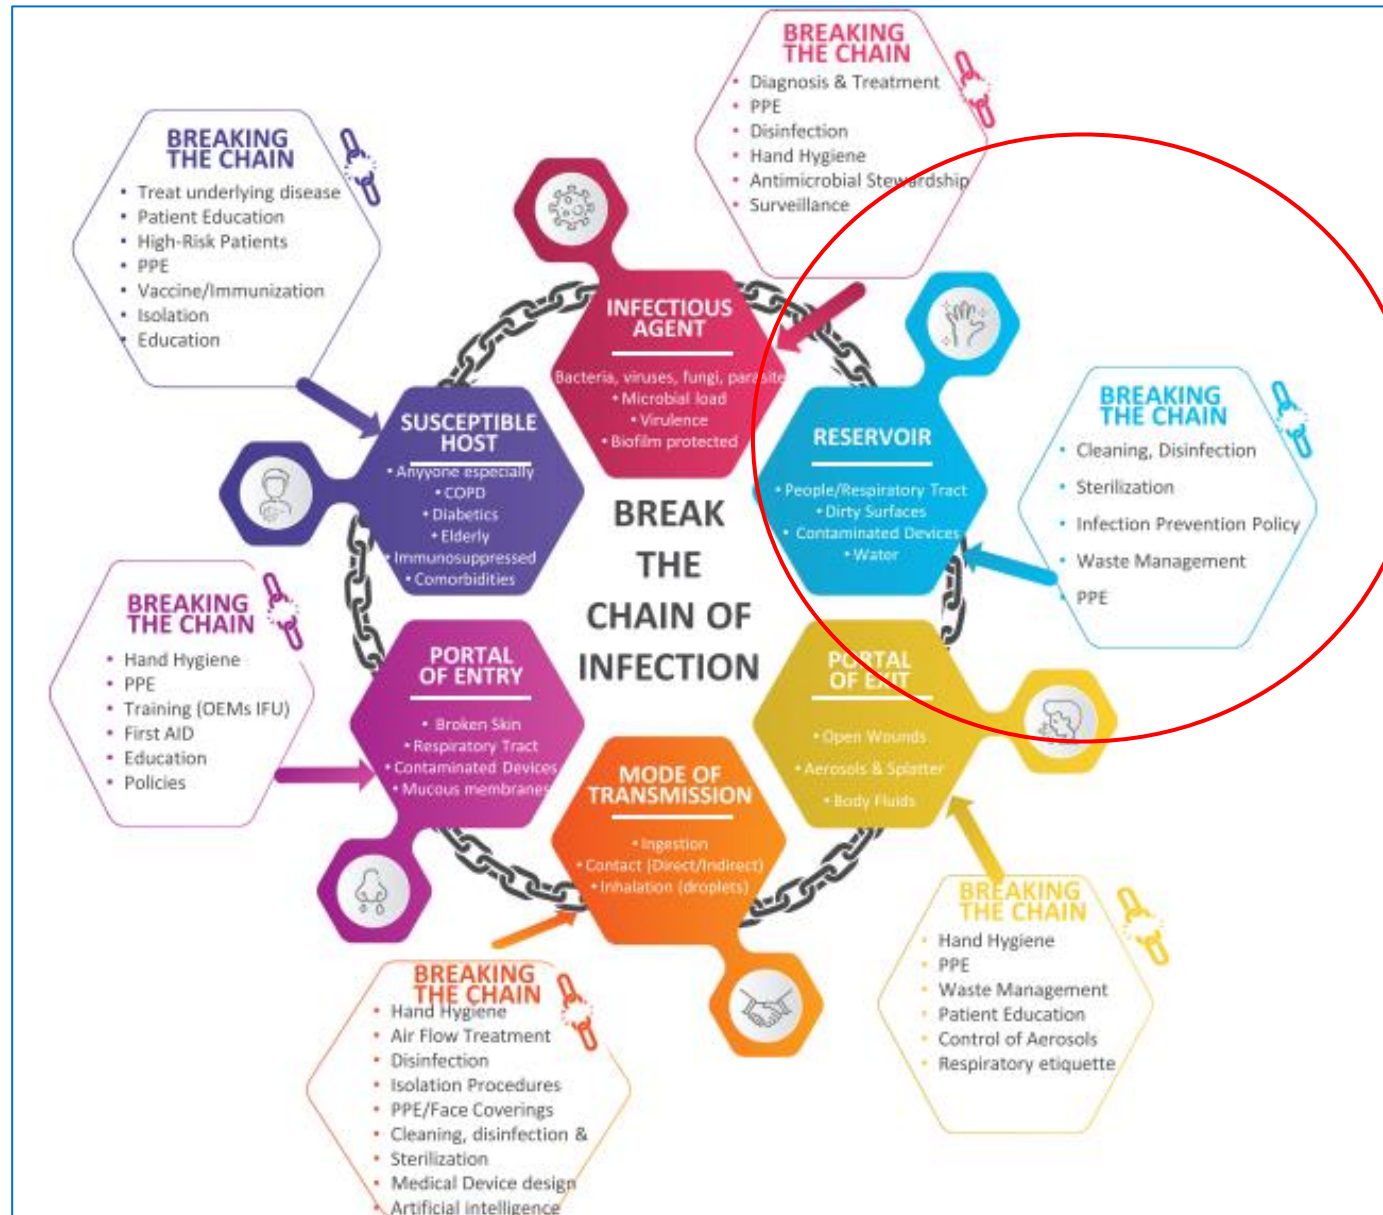 BREAKING
THE CHAIN
• Diagnosis & Treatment
• PPE
• Disinfection
• Hand Hygiene
• Antimicrobial Stewardship
• Surveillance
BREAKING
THE CHAIN
• Treat underlying disease
• Patient Education
• High-Risk Patients
• PPE
• Vaccine/Immunization
• Isolation
• Education
INFECTIOUS
AGENT
Bacteria, viruses, fungi, parasite
• Microbial load
• Virulence
• Biofilm protected
SUSCEPTIBLE
HOST
• Anyyone especially
• COPD
• Diabetics
• Elderly
• Immunosuppressed
• Comorbidities
RESERVOIR
• People/Respiratory Tract
• Dirty Surfaces
• Contaminated Devices
• Water
BREAKING
THE CHAIN
• Cleaning, Disinfection
• Sterilization
• Infection Prevention Policy
• Waste Management
• PPE
BREAK
THE
CHAIN OF
INFECTION
BREAKING
THE CHAIN
• Hand Hygiene
• PPE
• Training (OEMs IFU)
• First AID
• Education
• Policies
PORTAL
OF ENTRY
• Broken Skin
• Respiratory Tract
• Contaminated Devices
• Mucous membranes
PORTAL
OF EXIT
• Open Wounds
• Aerosols & Splatter
• Body Fluids
MODE OF
TRANSMISSION
• Ingestion
• Contact (Direct/Indirect)
• Inhalation (droplets)
BREAKING
THE CHAIN
• Hand Hygiene
• PPE
• Waste Management
• Patient Education
• Control of Aerosols
• Respiratory etiquette
BREAKING
THE CHAIN
• Hand Hygiene
• Air Flow Treatment
• Disinfection
• Isolation Procedures
• PPE/Face Coverings
• Cleaning, disinfection &
• Sterilization
• Medical Device design
• Artificial intelligence